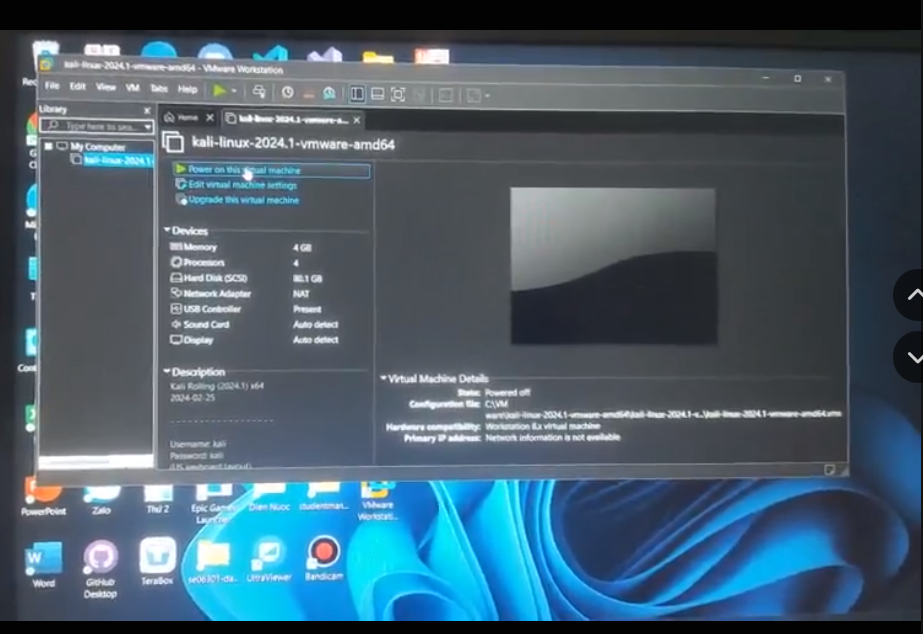 kali-linux-2024.1-vmware-amd64 - VMware Workstation
File Edit View VM Tabs Help
Library
Type here to sea...
My Computer
kali-linux-2024.1-
Home
kali-linux-2024.1-vmware-a...
kali-linux-2024.1-vmware-amd64
Power on this virtual machine
Edit virtual machine settings
Upgrade this virtual machine
Devices
Memory 4 GB
Processors 4
Hard Disk (SCSI) 80.1 GB
Network Adapter NAT
USB Controller Present
Sound Card Auto detect
Display Auto detect
Description
Kali Rolling (2024.1) x64
2024-02-25
Username: kali
Password: kali
(US keyboard layout)
Virtual Machine Details
State: Powered off
Configuration file: C:\VM
ware\kali-linux-2024.1-vmware-amd64\kali-linux-2024.1-v...\kali-linux-2024.1-vmware-amd64.vmx
Hardware compatibility: Workstation 8.x virtual machine
Primary IP address: Network information is not available
PowerPoint
Zalo
Epic Games
Launcher
Dien Nuoc
studentman...
VMware
Workstati...
Word
GitHub
Desktop
TeraBox
se06301-da...
UltraViewer
Bandicam